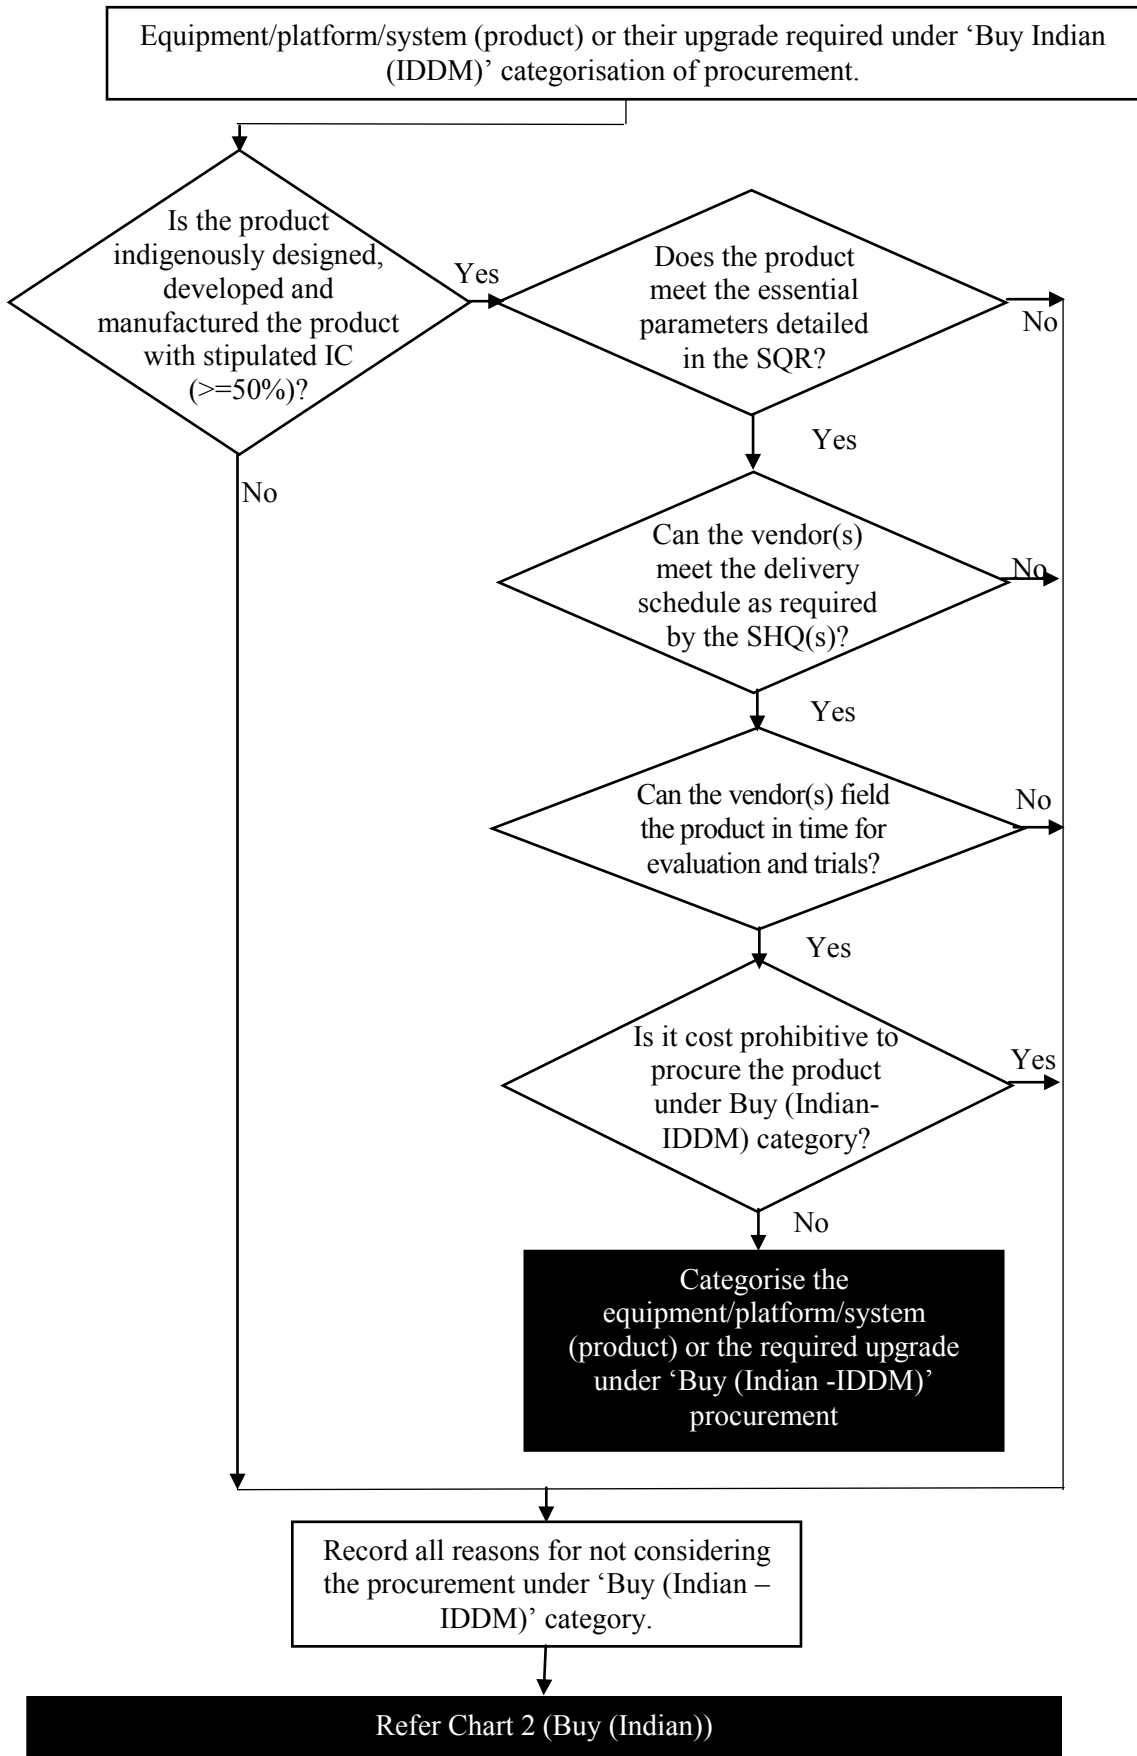 Equipment/platform/system (product) or their upgrade required under ‘Buy Indian
(IDDM)’ categorisation of procurement.
Is the product
indigenously designed,
developed and
manufactured the product
with stipulated IC
(>=50%)?
Yes
No
Does the product
meet the essential
parameters detailed
in the SQR?
No
Yes
Can the vendor(s)
meet the delivery
schedule as required
by the SHQ(s)?
No
Yes
Can the vendor(s) field
the product in time for
evaluation and trials?
No
Yes
Is it cost prohibitive to
procure the product
under Buy (Indian-
IDDM) category?
Yes
No
Categorise the
equipment/platform/system
(product) or the required upgrade
under ‘Buy (Indian -IDDM)’
procurement
Record all reasons for not considering
the procurement under ‘Buy (Indian –
IDDM)’ category.
Refer Chart 2 (Buy (Indian))